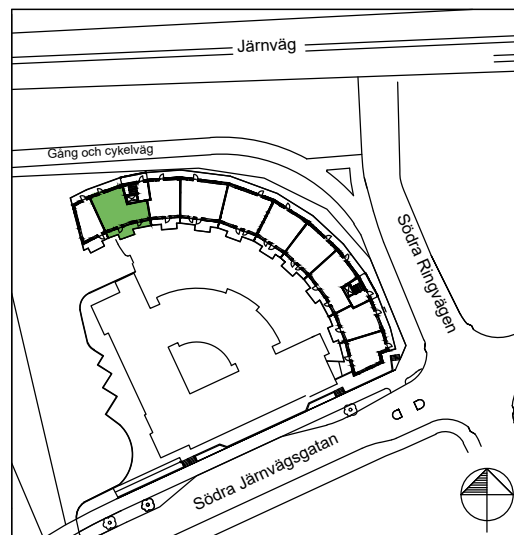 Järnväg
Gång och cykelväg
Södra Ringvägen
Södra Järnvägsgatan